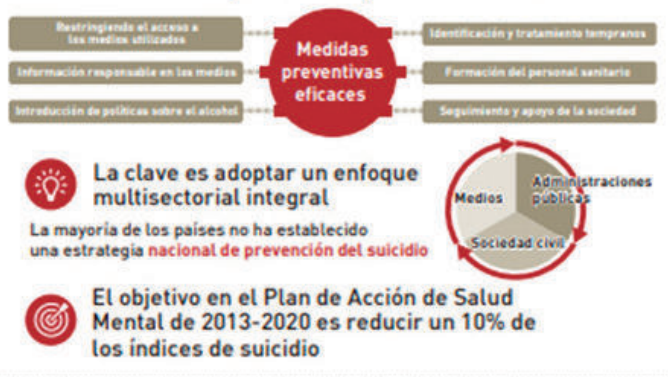 Restringiendo el acceso a
los medios utilizados
Información responsable en los medios
Introducción de políticas sobre el alcohol
Medidas
preventivas
eficaces
Identificación y tratamiento tempranos
Formación del personal sanitario
Seguimiento y apoyo de la sociedad
La clave es adoptar un enfoque
multisectorial integral
La mayoría de los países no ha establecido
una estrategia nacional de prevención del suicidio
Medios
Administraciones
públicas
Sociedad civil
El objetivo en el Plan de Acción de Salud
Mental de 2013-2020 es reducir un 10% de
los índices de suicidio